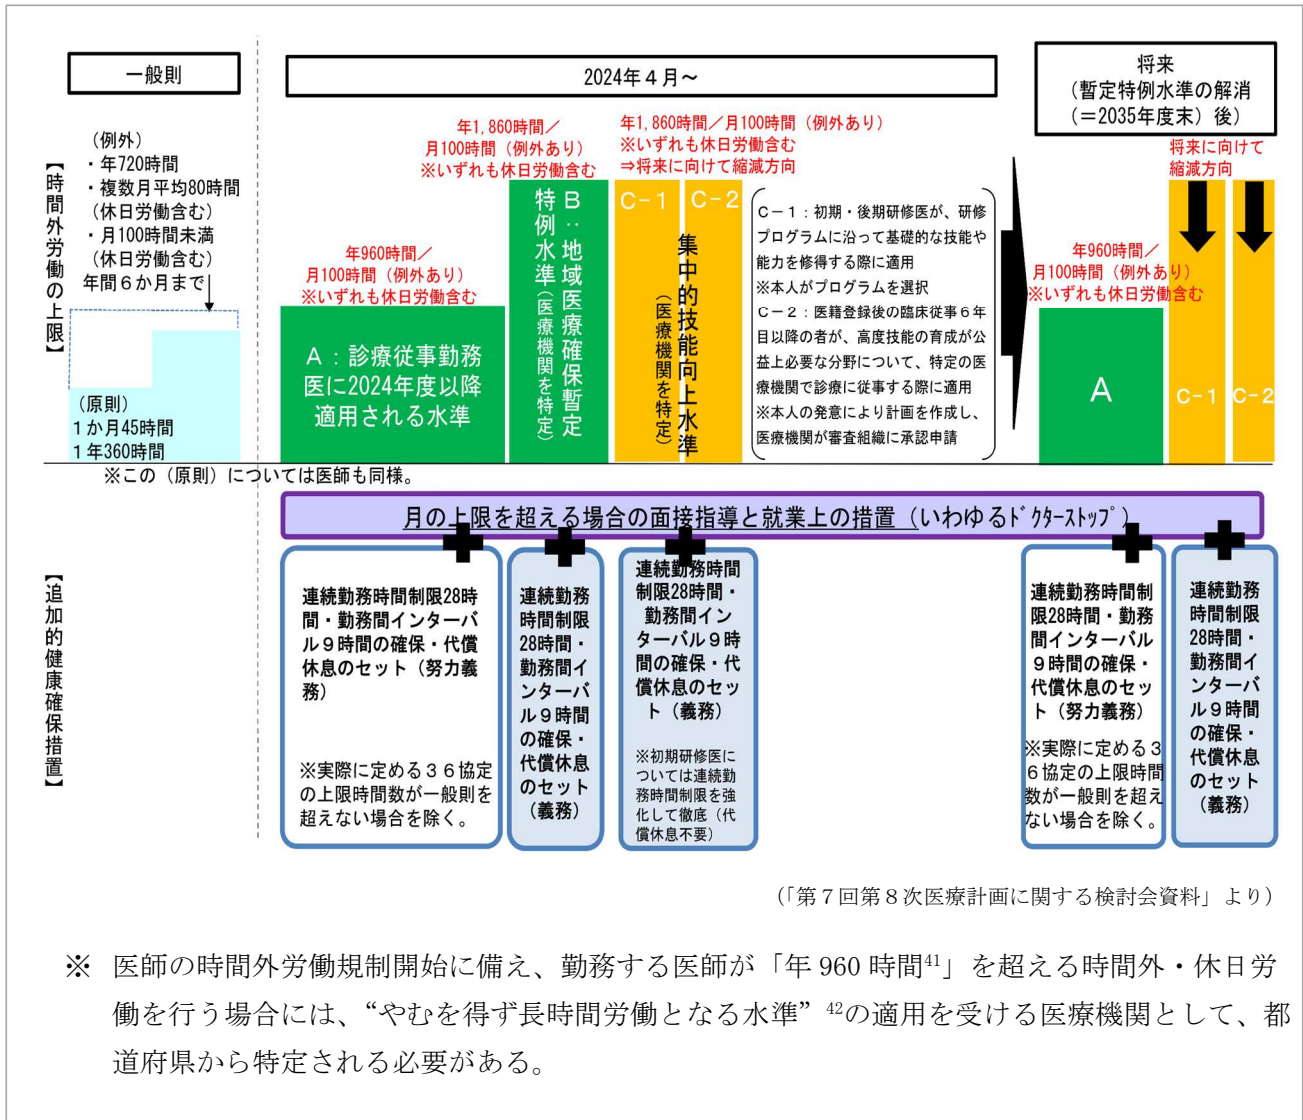 一般則
2024年４月～
将来
（暫定特例水準の解消
（＝2035年度末）後）
【時間外労働の上限】
（例外）
・年720時間
・複数月平均80時間
（休日労働含む）
・月100時間未満
（休日労働含む）
年間６か月まで
（原則）
１か月45時間
１年360時間
※この（原則）については医師も同様。
年960時間／
月100時間（例外あり）
※いずれも休日労働含む
Ａ：診療従事勤務
医に2024年度以降
適用される水準
年1,860時間／
月100時間（例外あり）
※いずれも休日労働含む
Ｂ：地域医療確保暫定
特例水準（医療機関を特定）
年1,860時間／月100時間（例外あり）
※いずれも休日労働含む
⇒将来に向けて縮減方向
Ｃ－１
Ｃ－２
集中的技能向上水準
（医療機関を特定）
Ｃ－１：初期・後期研修医が、研修
プログラムに沿って基礎的な技能や
能力を修得する際に適用
※本人がプログラムを選択
Ｃ－２：医籍登録後の臨床従事６年
目以降の者が、高度技能の育成が公
益上必要な分野について、特定の医
療機関で診療に従事する際に適用
※本人の発意により計画を作成し、
医療機関が審査組織に承認申請
年960時間／
月100時間（例外あり）
※いずれも休日労働含む
Ａ
将来に向けて
縮減方向
Ｃ－１
Ｃ－２
月の上限を超える場合の面接指導と就業上の措置（いわゆるﾄﾞｸﾀｰｽﾄｯﾌﾟ）
【追加的健康確保措置】
連続勤務時間制限28時
間・勤務間インターバ
ル９時間の確保・代償
休息のセット（努力義
務）
※実際に定める３６協定
の上限時間数が一般則を
超えない場合を除く。
連続勤務
時間制限
28時間・
勤務間イ
ンターバ
ル９時間
の確保・
代償休息
のセット
（義務）
連続勤務時間
制限28時間・
勤務間イン
ターバル９時
間の確保・代
償休息のセッ
ト（義務）
※初期研修医に
ついては連続勤
務時間制限を強
化して徹底（代
償休息不要）
連続勤務時間制
限28時間・勤務
間インターバル
９時間の確保・
代償休息のセッ
ト（努力義務）
※実際に定める３
６協定の上限時間
数が一般則を超え
ない場合を除く。
連続勤務
時間制限
28時間・
勤務間イ
ンターバ
ル９時間
の確保・
代償休息
のセット
（義務）
（「第７回第８次医療計画に関する検討会資料」より）
※ 医師の時間外労働規制開始に備え、勤務する医師が「年 960 時間41」を超える時間外・休日労
働を行う場合には、“やむを得ず長時間労働となる水準” 42の適用を受ける医療機関として、都
道府県から特定される必要がある。